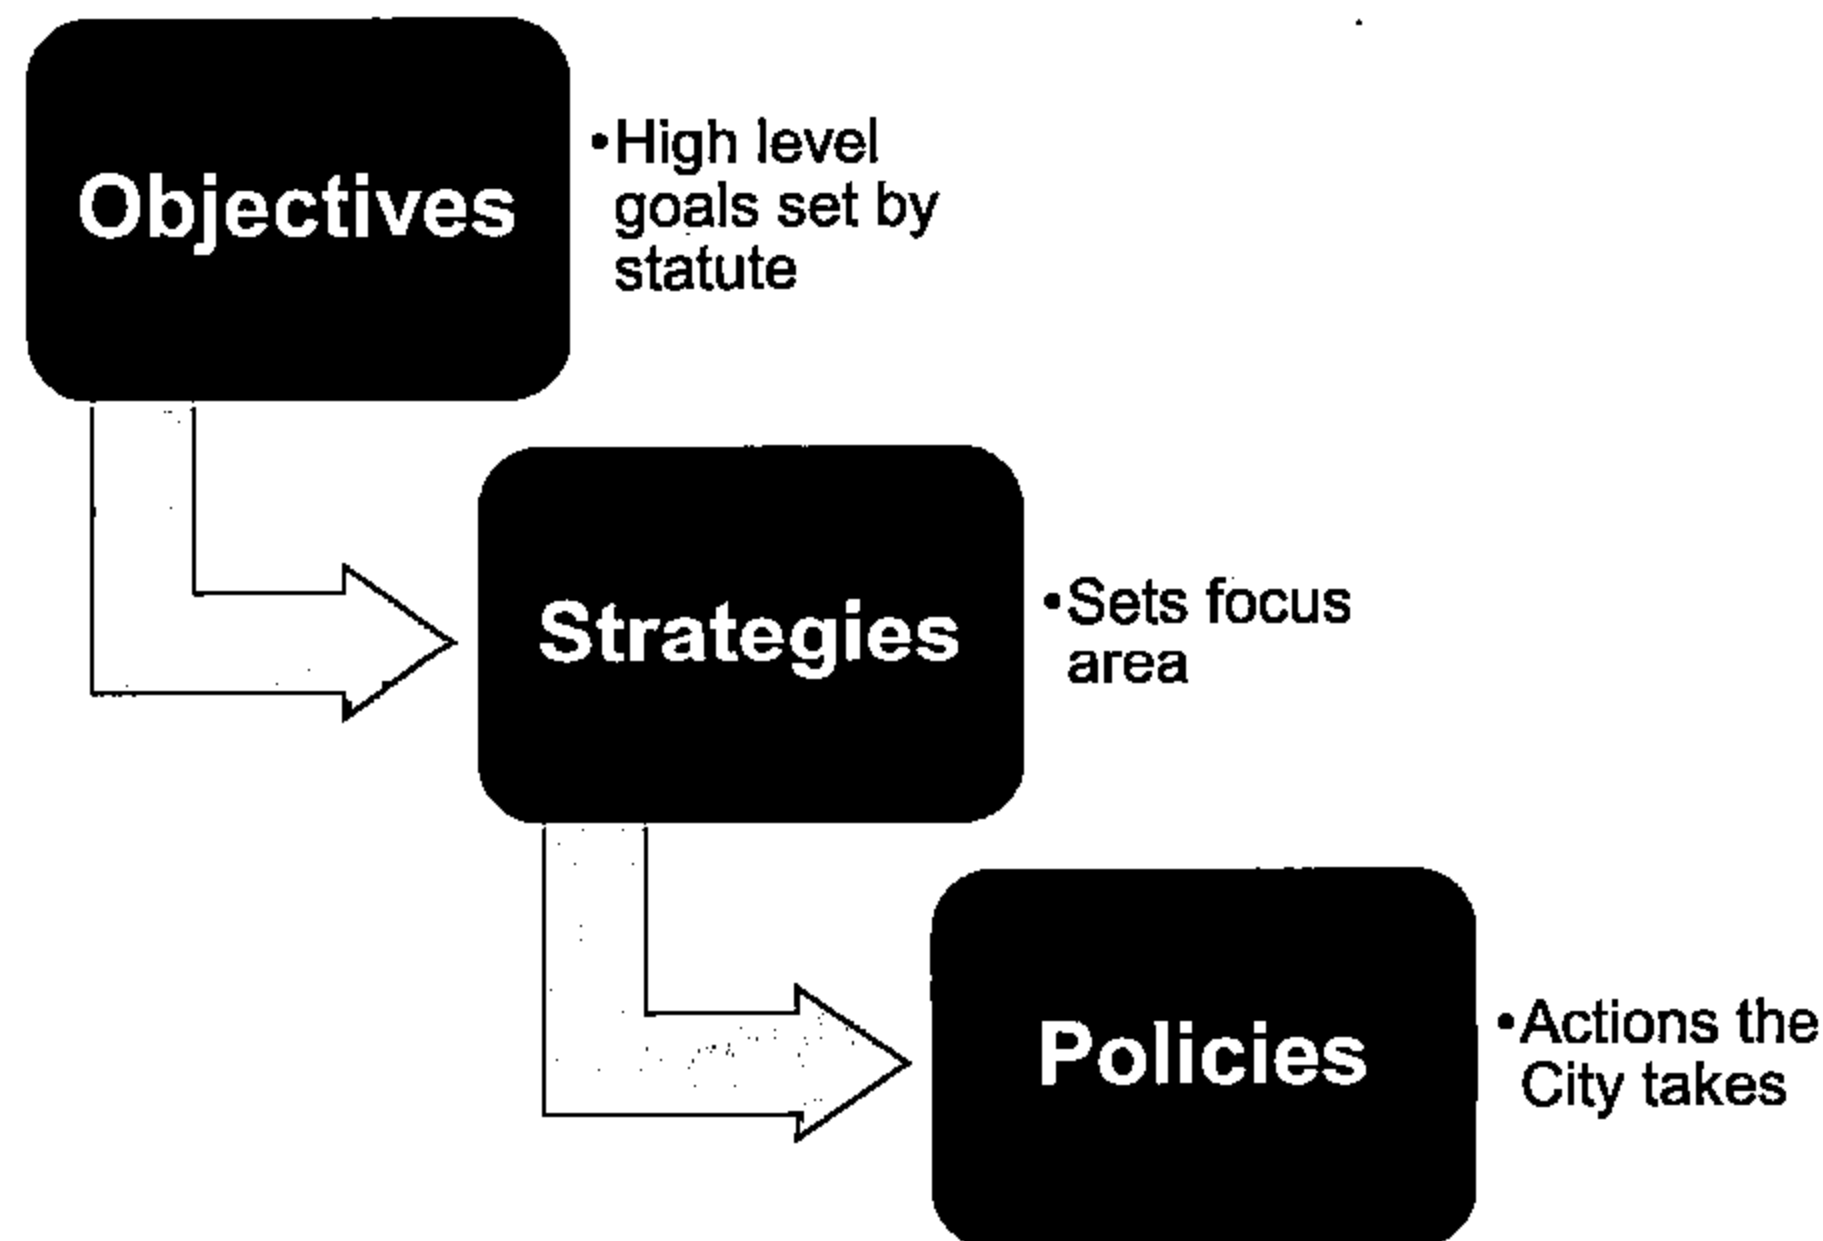 Objectives
•High level
goals set by
statute
Strategies
•Sets focus
area
Policies
•Actions the
City takes